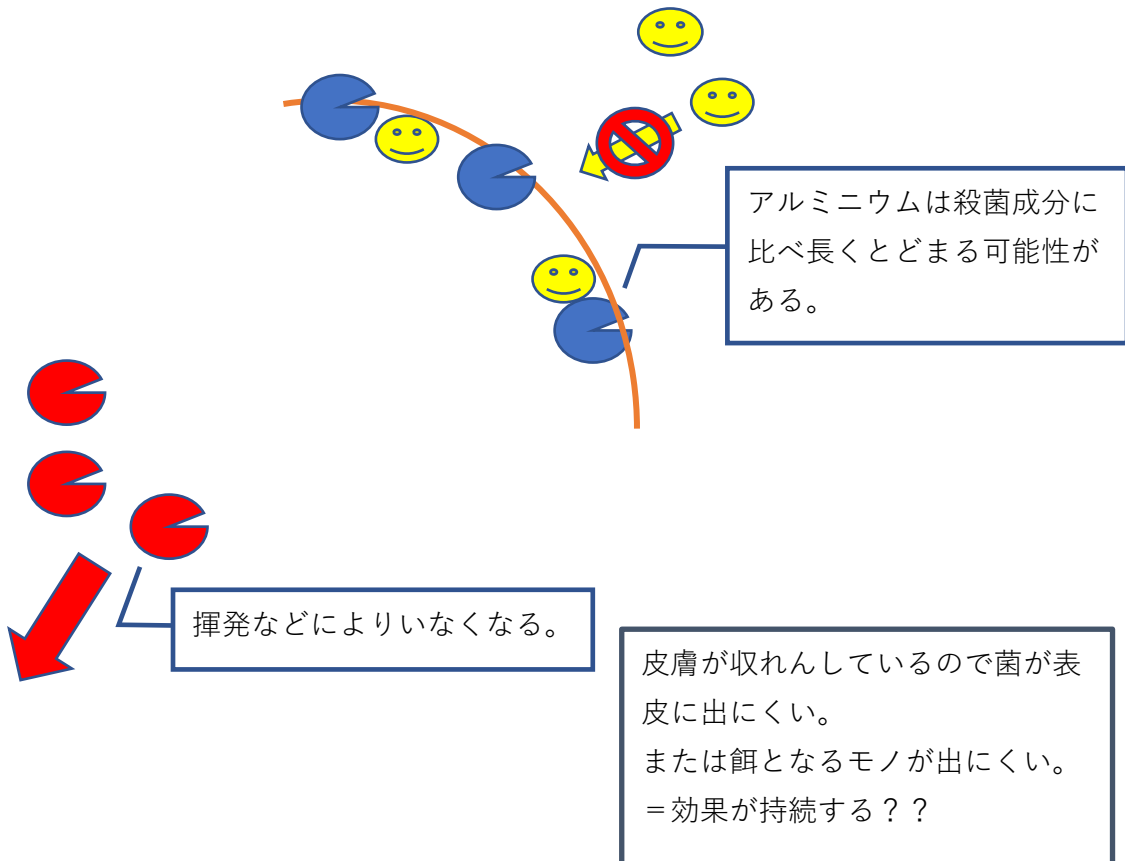 アルミニウムは殺菌成分に
比べ長くとどまる可能性が
ある。
揮発などによりいなくなる。
皮膚が収れんしているので菌が表
皮に出にくい。
または餌となるモノが出にくい。
＝効果が持続する？？